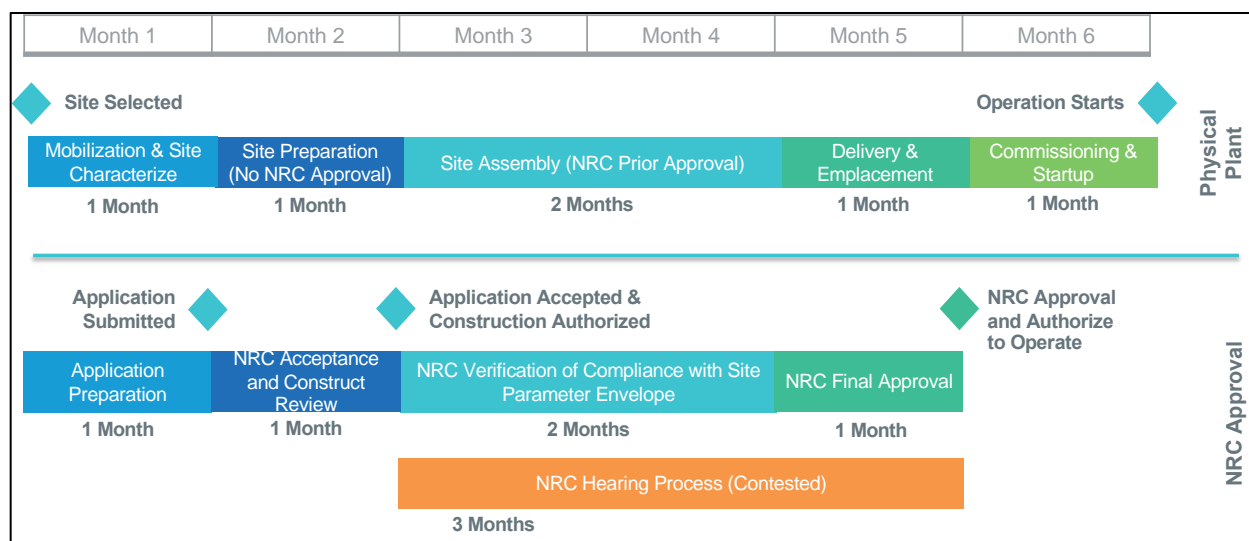 Month 1 Month 2 Month 3 Month 4 Month 5 Month 6
Site Selected
Operation Starts
Mobilization & Site
Characterize
Site Preparation
(No NRC Approval)
Site Assembly (NRC Prior Approval)
Delivery &
Emplacement
Commissioning &
Startup
1 Month
1 Month
2 Months
1 Month
1 Month
Physical
Plant
Application
Submitted
Application Accepted &
Construction Authorized
NRC Approval
and Authorize
to Operate
Application
Preparation
NRC Acceptance
and Construct
Review
NRC Verification of Compliance with Site
Parameter Envelope
NRC Final Approval
1 Month
1 Month
2 Months
1 Month
NRC Hearing Process (Contested)
3 Months
NRC Approval